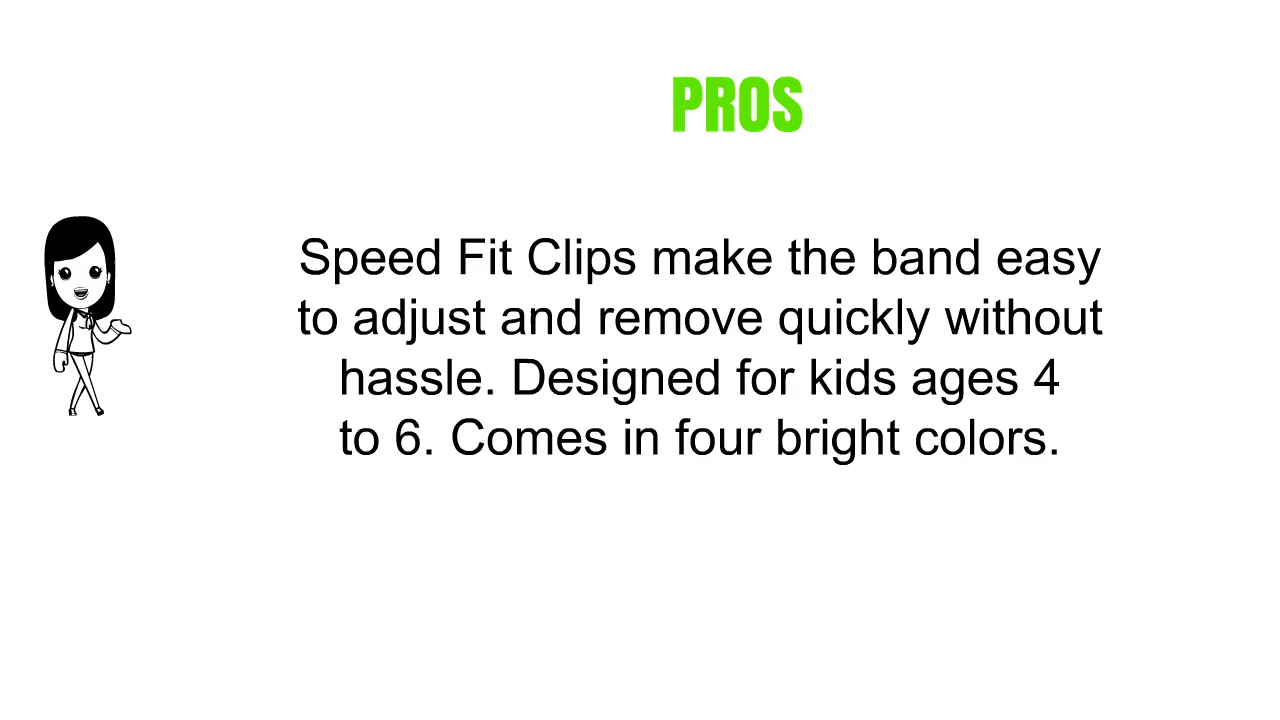 PROS
Speed Fit Clips make the band easy
to adjust and remove quickly without
hassle. Designed for kids ages 4
to 6. Comes in four bright colors.